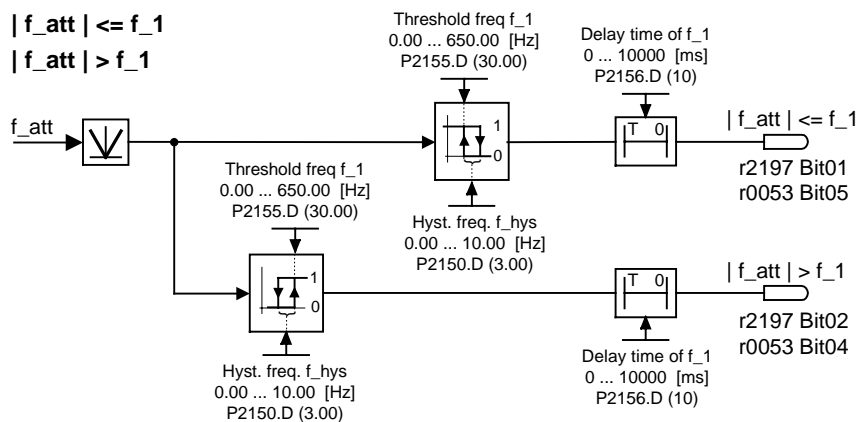 | f_att | <= f_1
| f_att | > f_1
Threshold freq f_1
0.00 ... 650.00 [Hz]
P2155.D (30.00)
Delay time of f_1
0 ... 10000 [ms]
P2156.D (10)
f_att
1
0
T 0
| f_att | <= f_1
r2197 Bit01
r0053 Bit05
Threshold freq f_1
0.00 ... 650.00 [Hz]
P2155.D (30.00)
Hyst. freq. f_hys
0.00 ... 10.00 [Hz]
P2150.D (3.00)
1
0
T 0
| f_att | > f_1
r2197 Bit02
r0053 Bit04
Hyst. freq. f_hys
0.00 ... 10.00 [Hz]
P2150.D (3.00)
Delay time of f_1
0 ... 10000 [ms]
P2156.D (10)